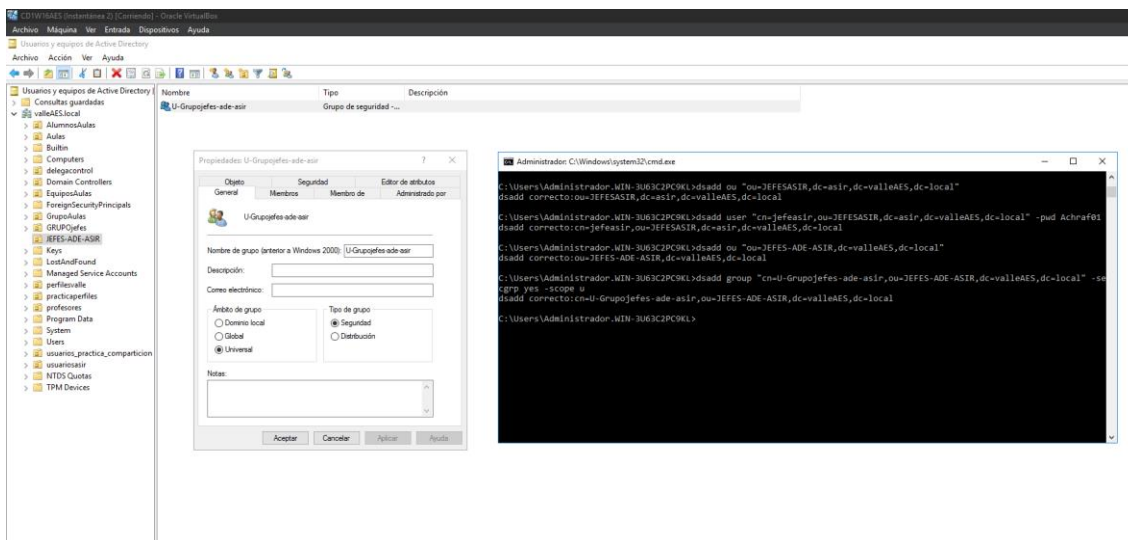 CD1W16AES (Instantánea 2) [Corriendo] - Oracle VirtualBox
Archivo Máquina Ver Entrada Dispositivos Ayuda
Usuarios y equipos de Active Directory
Archivo Acción Ver Ayuda
Usuarios y equipos de Active Directory [
Consultas guardadas
valleAES.local
AlumnosAulas
Aulas
Builtin
Computers
delegacontrol
Domain Controllers
EquiposAulas
ForeignSecurityPrincipals
GrupoAulas
GRUPOjefes
JEFES-ADE-ASIR
Keys
LostAndFound
Managed Service Accounts
perfilesvalle
practicaperfiles
profesores
Program Data
System
Users
usuarios_practica_comparticion
usuariosasir
NTDS Quotas
TPM Devices
Nombre Tipo Descripción
U-Grupojefes-ade-asir Grupo de seguridad -...
Propiedades: U-Grupojefes-ade-asir ? ×
Objeto Seguridad Editor de atributos
General Miembros Miembro de Administrado por
U-Grupojefes-ade-asir
Nombre de grupo (anterior a Windows 2000): U-Grupojefes-ade-asir
Descripción:
Correo electrónico:
Ámbito de grupo Tipo de grupo
Dominio local Seguridad
Global Distribución
Universal
Notas:
Aceptar Cancelar Aplicar Ayuda
Administrador: C:\Windows\system32\cmd.exe
C:\Users\Administrador.WIN-3U63C2PC9KL>dsadd ou "ou=JEFESASIR,dc=asir,dc=valleAES,dc=local"
dsadd correcto:ou=JEFESASIR,dc=asir,dc=valleAES,dc=local
C:\Users\Administrador.WIN-3U63C2PC9KL>dsadd user "cn=jefeasir,ou=JEFESASIR,dc=asir,dc=valleAES,dc=local" -pwd Achraf01
dsadd correcto:cn=jefeasir,ou=JEFESASIR,dc=asir,dc=valleAES,dc=local
C:\Users\Administrador.WIN-3U63C2PC9KL>dsadd ou "ou=JEFES-ADE-ASIR,dc=valleAES,dc=local"
dsadd correcto:ou=JEFES-ADE-ASIR,dc=valleAES,dc=local
C:\Users\Administrador.WIN-3U63C2PC9KL>dsadd group "cn=U-Grupojefes-ade-asir,ou=JEFES-ADE-ASIR,dc=valleAES,dc=local" -se
cgrp yes -scope u
dsadd correcto:cn=U-Grupojefes-ade-asir,ou=JEFES-ADE-ASIR,dc=valleAES,dc=local
C:\Users\Administrador.WIN-3U63C2PC9KL>